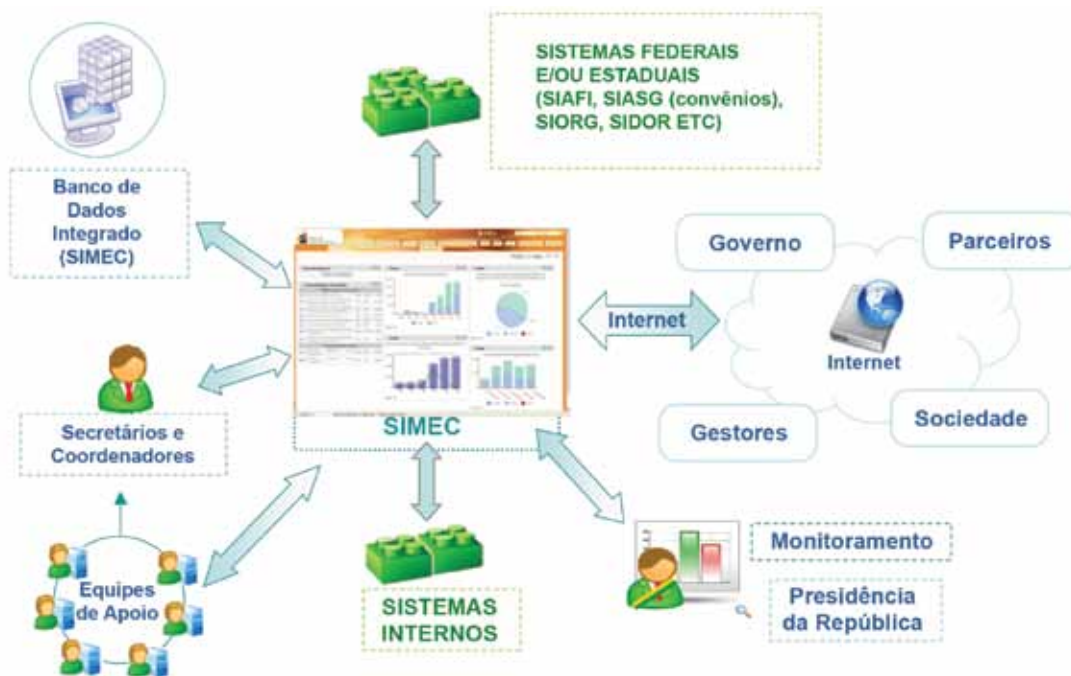 SISTEMAS FEDERAIS
E/OU ESTADUAIS
(SIAFI, SIASG (convênios),
SIORG, SIDOR ETC)
Banco de
Dados
Integrado
(SIMEC)
Governo
Parceiros
Internet
Internet
Gestores
Sociedade
SIMEC
Secretários e
Coordenadores
Equipes
de Apoio
SISTEMAS
INTERNOS
Monitoramento
Presidência
da República